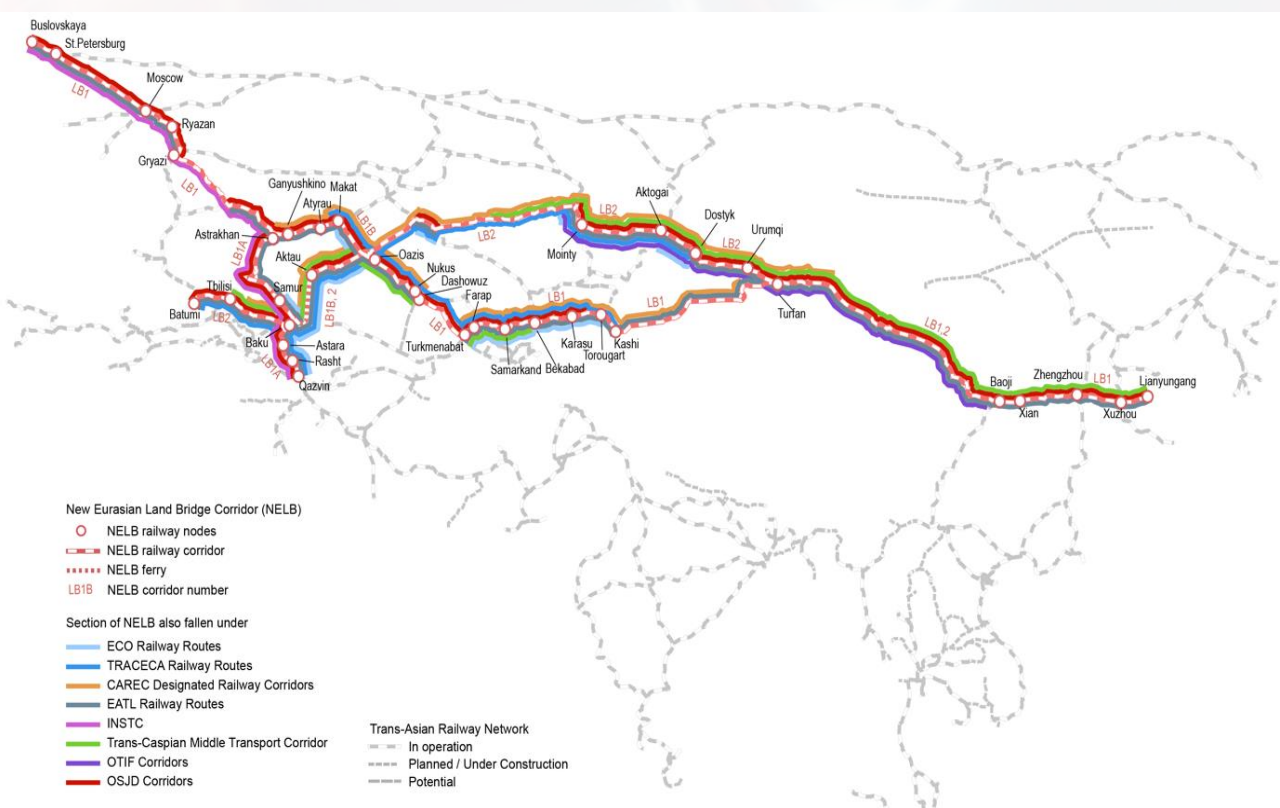 Buslovskaya
St.Petersburg
LB1
Moscow
Ryazan
Gryazi
LB1
Ganyushkino
Makat
Atyrau
LB1B
Astrakhan
LB1A
Aktau
Oazis
Tbilisi
Samur
LB1B, 2
Batumi
LB2
Baku
Astara
LB1A
Rasht
Qazvin
Nukus
Dashowuz
Farap
LB1
Turkmenabat
LB2
LB2
Mointy
Aktogai
Dostyk
LB2
Urumqi
Turfan
LB1
LB1
Samarkand
Bekabad
Karasu
Torougart
Kashi
LB1,2
Baoji
Xian
Zhengzhou
LB1
Xuzhou
Lianyungang
New Eurasian Land Bridge Corridor (NELB)
NELB railway nodes
NELB railway corridor
NELB ferry
LB1B NELB corridor number
Section of NELB also fallen under
ECO Railway Routes
TRACECA Railway Routes
CAREC Designated Railway Corridors
EATL Railway Routes
INSTC
Trans-Caspian Middle Transport Corridor
OTIF Corridors
OSJD Corridors
Trans-Asian Railway Network
In operation
Planned / Under Construction
Potential